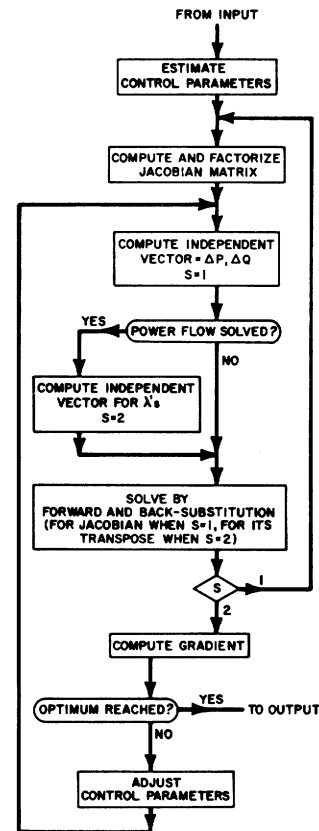 FROM INPUT
ESTIMATE
CONTROL PARAMETERS
COMPUTE AND FACTORIZE
JACOBIAN MATRIX
COMPUTE INDEPENDENT
VECTOR = ΔP, ΔQ
S=1
YES
POWER FLOW SOLVED?
NO
COMPUTE INDEPENDENT
VECTOR FOR λ's
S=2
SOLVE BY
FORWARD AND BACK-SUBSTITUTION
(FOR JACOBIAN WHEN S=1, FOR ITS
TRANSPOSE WHEN S=2)
S
1
2
COMPUTE GRADIENT
OPTIMUM REACHED?
YES
TO OUTPUT
NO
ADJUST
CONTROL PARAMETERS